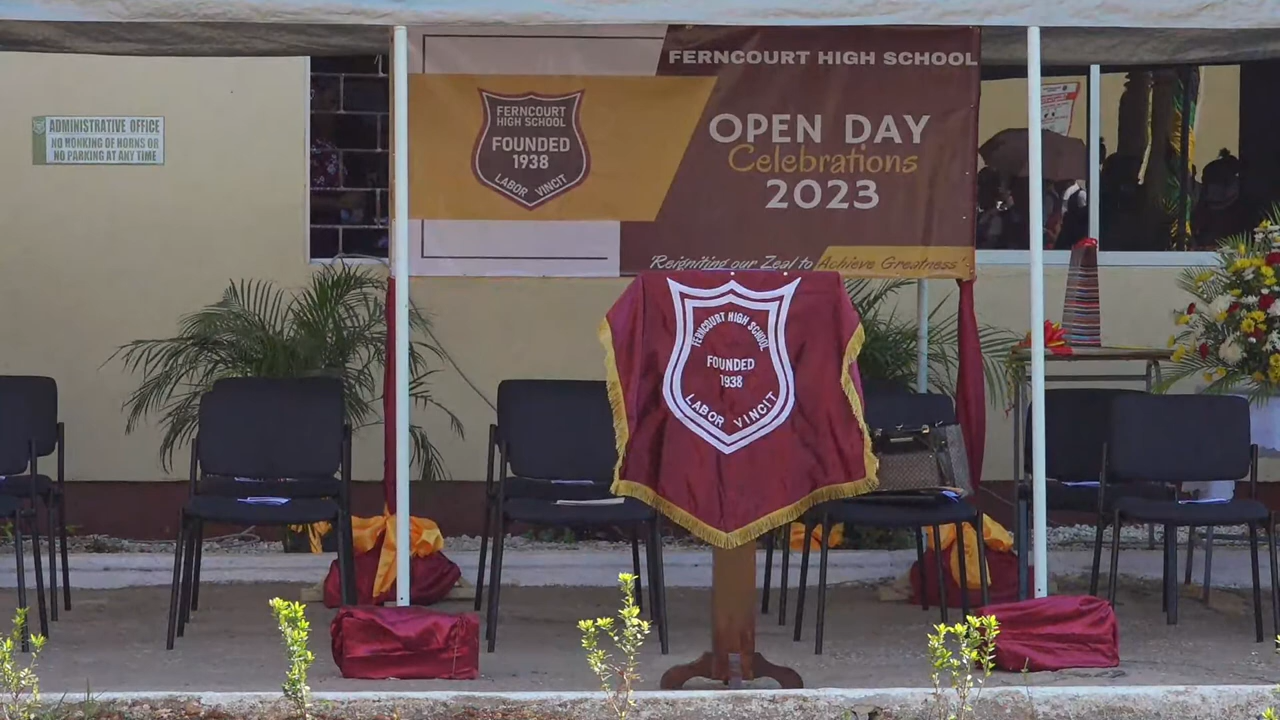 ADMINISTRATIVE OFFICE
NO HONKING OF HORNS OR
NO PARKING AT ANY TIME
FERNCOURT
HIGH SCHOOL
FOUNDED
1938
LABOR VINCIT
FERNCOURT HIGH SCHOOL
OPEN DAY
Celebrations
2023
"Reigniting our Zeal to Achieve Greatness"
FERNCOURT HIGH SCHOOL
FOUNDED
1938
LABOR VINCIT